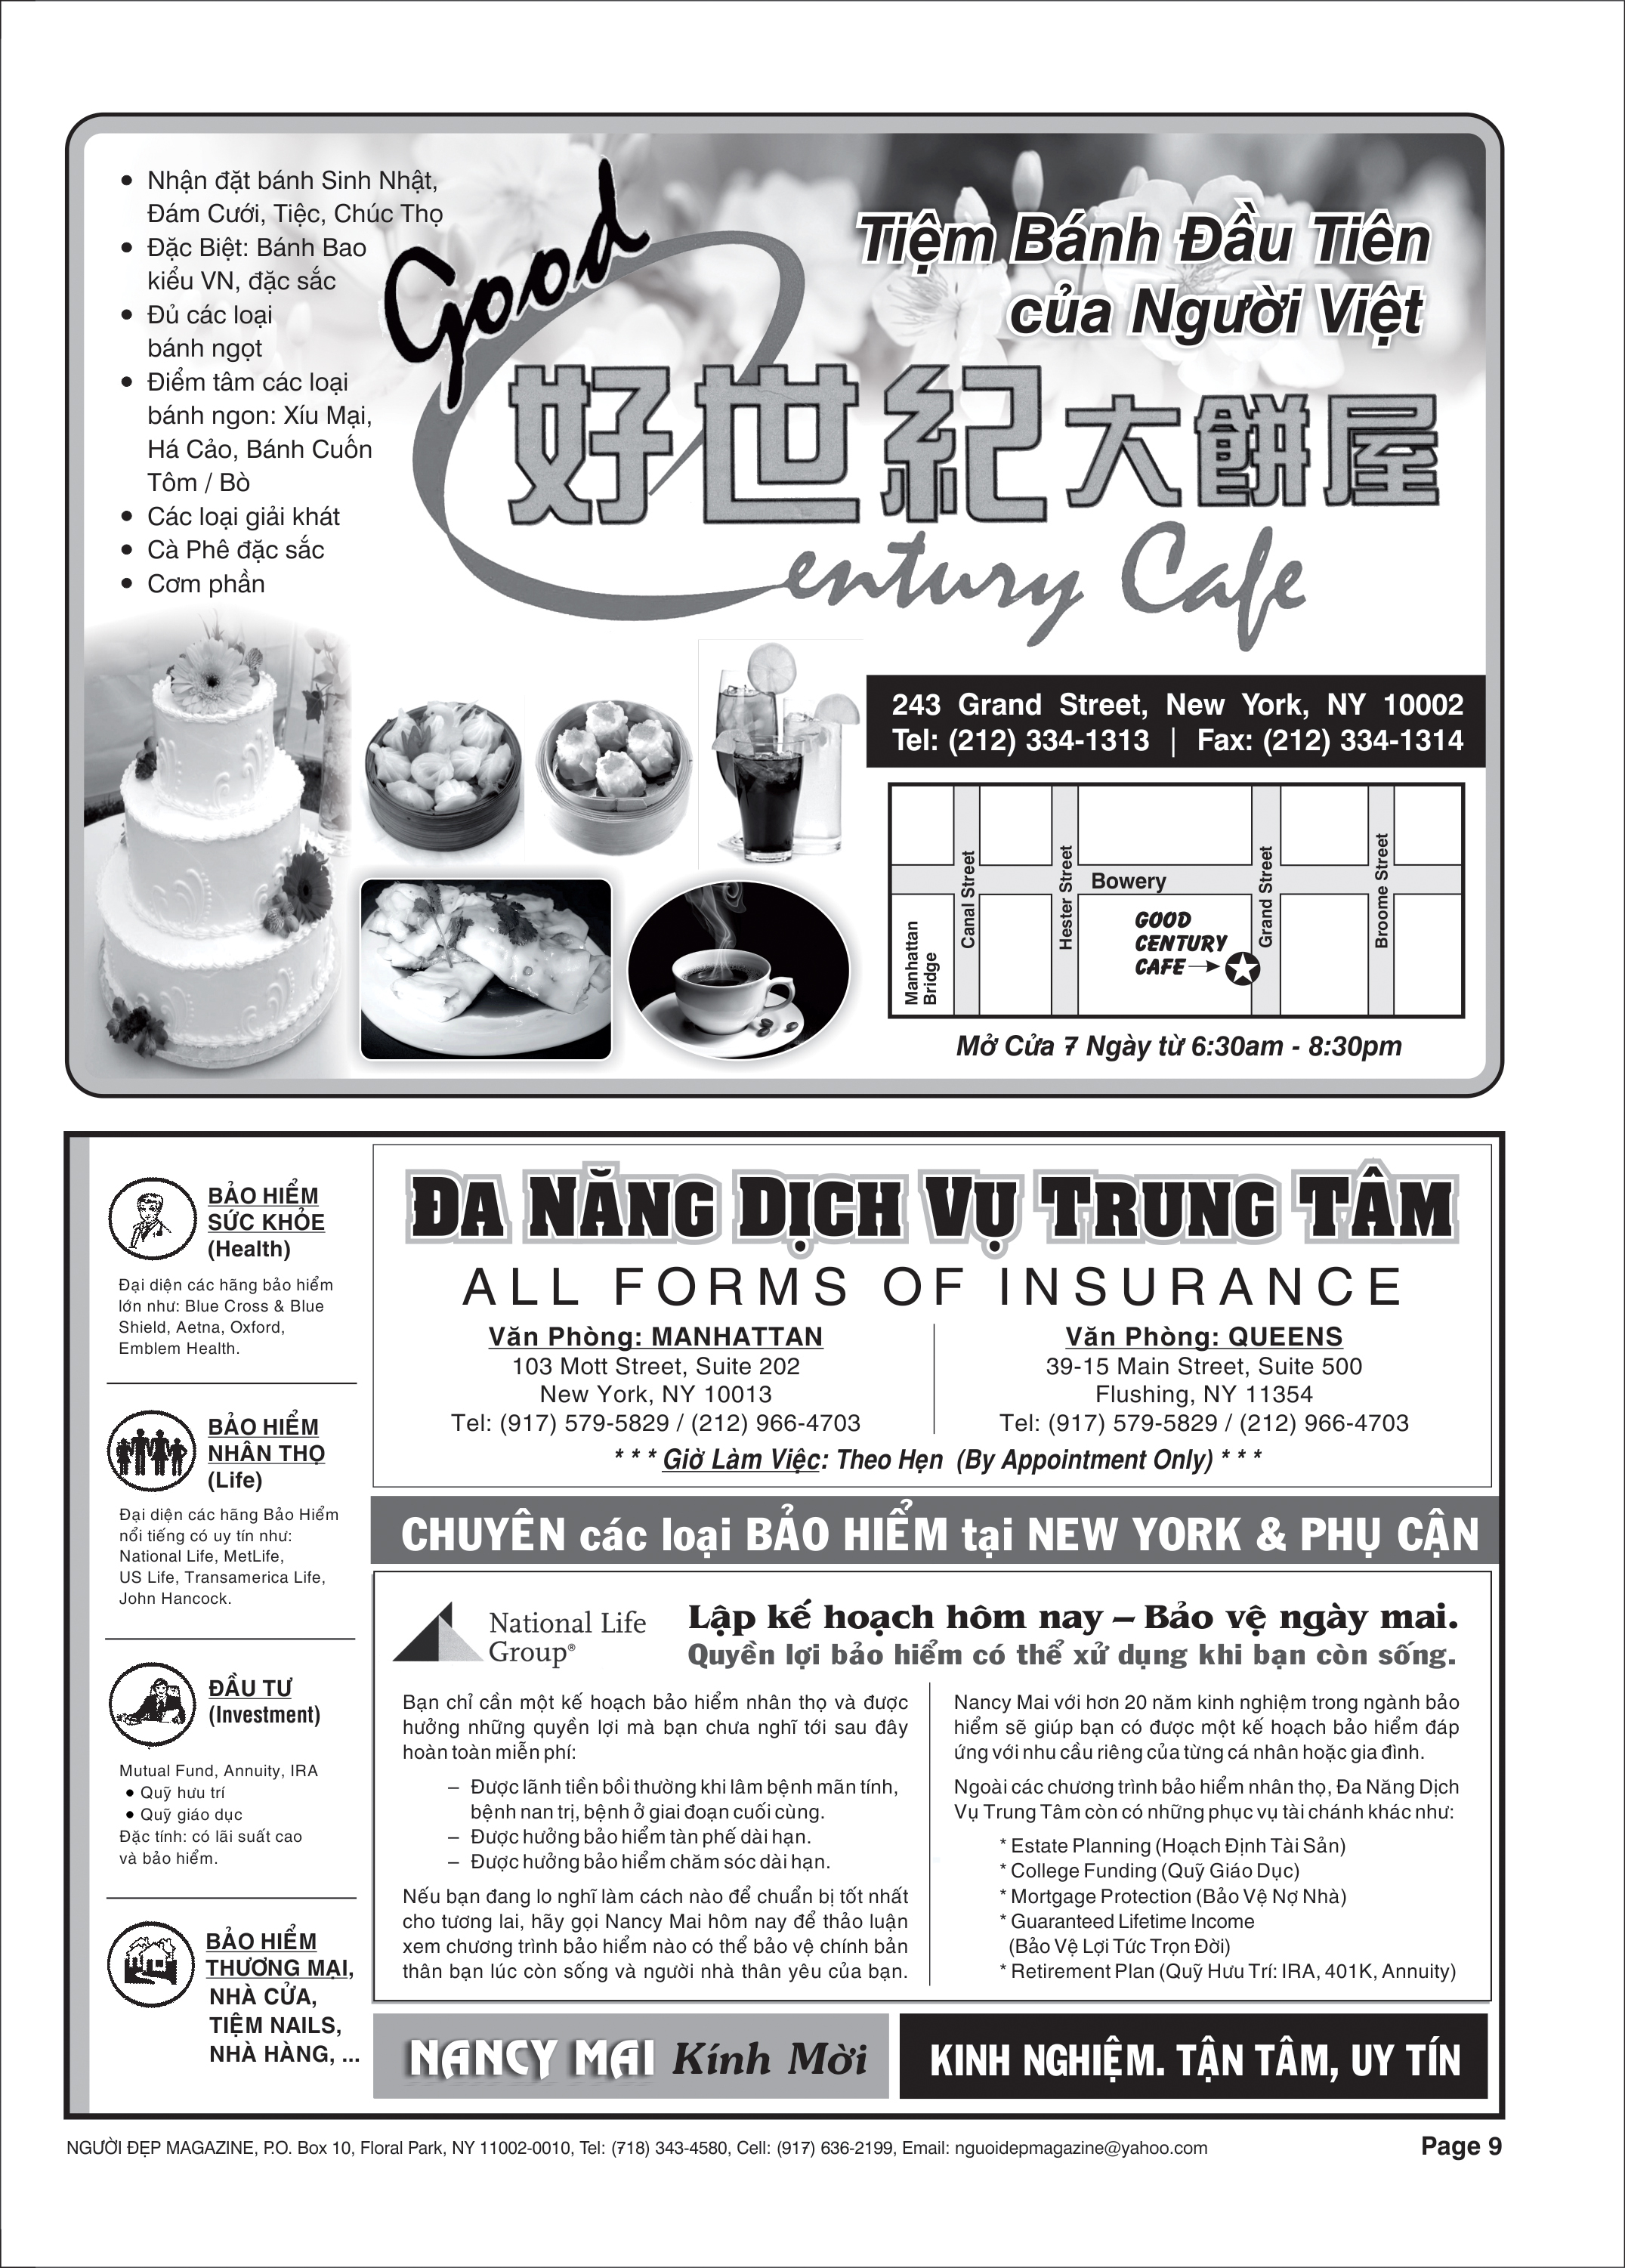 • Nhận đặt bánh Sinh Nhật,
Đám Cưới, Tiệc, Chúc Thọ
• Đặc Biệt: Bánh Bao
kiểu VN, đặc sắc
• Đủ các loại
bánh ngọt
• Điểm tâm các loại
bánh ngon: Xíu Mại,
Há Cảo, Bánh Cuốn
Tôm / Bò
• Các loại giải khát
• Cà Phê đặc sắc
• Cơm phần
Tiệm Bánh Đầu Tiên
của Người Việt
Good
好世紀大餅屋
Century Cafe
243 Grand Street, New York, NY 10002
Tel: (212) 334-1313 | Fax: (212) 334-1314
Manhattan
Bridge
Canal Street
Hester Street
Bowery
GOOD
CENTURY
CAFE
Grand Street
Broome Street
Mở Cửa 7 Ngày từ 6:30am - 8:30pm
BẢO HIỂM
SỨC KHỎE
(Health)
Đại diện các hãng bảo hiểm
lớn như: Blue Cross & Blue
Shield, Aetna, Oxford,
Emblem Health.
BẢO HIỂM
NHÂN THỌ
(Life)
Đại diện các hãng Bảo Hiểm
nổi tiếng có uy tín như:
National Life, MetLife,
US Life, Transamerica Life,
John Hancock.
ĐẦU TƯ
(Investment)
Mutual Fund, Annuity, IRA
• Quỹ hưu trí
• Quỹ giáo dục
Đặc tính: có lãi suất cao
và bảo hiểm.
BẢO HIỂM
THƯƠNG MẠI,
NHÀ CỬA,
TIỆM NAILS,
NHÀ HÀNG, ...
ĐA NĂNG DỊCH VỤ TRUNG TÂM
ALL FORMS OF INSURANCE
Văn Phòng: MANHATTAN
103 Mott Street, Suite 202
New York, NY 10013
Tel: (917) 579-5829 / (212) 966-4703
Văn Phòng: QUEENS
39-15 Main Street, Suite 500
Flushing, NY 11354
Tel: (917) 579-5829 / (212) 966-4703
* * * Giờ Làm Việc: Theo Hẹn (By Appointment Only) * * *
CHUYÊN các loại BẢO HIỂM tại NEW YORK & PHỤ CẬN
National Life
Group®
Lập kế hoạch hôm nay – Bảo vệ ngày mai.
Quyền lợi bảo hiểm có thể xử dụng khi bạn còn sống.
Bạn chỉ cần một kế hoạch bảo hiểm nhân thọ và được
hưởng những quyền lợi mà bạn chưa nghĩ tới sau đây
hoàn toàn miễn phí:
– Được lãnh tiền bồi thường khi lâm bệnh mãn tính,
bệnh nan trị, bệnh ở giai đoạn cuối cùng.
– Được hưởng bảo hiểm tàn phế dài hạn.
– Được hưởng bảo hiểm chăm sóc dài hạn.
Nếu bạn đang lo nghĩ làm cách nào để chuẩn bị tốt nhất
cho tương lai, hãy gọi Nancy Mai hôm nay để thảo luận
xem chương trình bảo hiểm nào có thể bảo vệ chính bản
thân bạn lúc còn sống và người nhà thân yêu của bạn.
Nancy Mai với hơn 20 năm kinh nghiệm trong ngành bảo
hiểm sẽ giúp bạn có được một kế hoạch bảo hiểm đáp
ứng với nhu cầu riêng của từng cá nhân hoặc gia đình.
Ngoài các chương trình bảo hiểm nhân thọ, Đa Năng Dịch
Vụ Trung Tâm còn có những phục vụ tài chánh khác như:
* Estate Planning (Hoạch Định Tài Sản)
* College Funding (Quỹ Giáo Dục)
* Mortgage Protection (Bảo Vệ Nợ Nhà)
* Guaranteed Lifetime Income
(Bảo Vệ Lợi Tức Trọn Đời)
* Retirement Plan (Quỹ Hưu Trí: IRA, 401K, Annuity)
NANCY MAI Kính Mời
KINH NGHIỆM. TẬN TÂM, UY TÍN
NGƯỜI ĐẸP MAGAZINE, P.O. Box 10, Floral Park, NY 11002-0010, Tel: (718) 343-4580, Cell: (917) 636-2199, Email: nguoidepmagazine@yahoo.com
Page 9